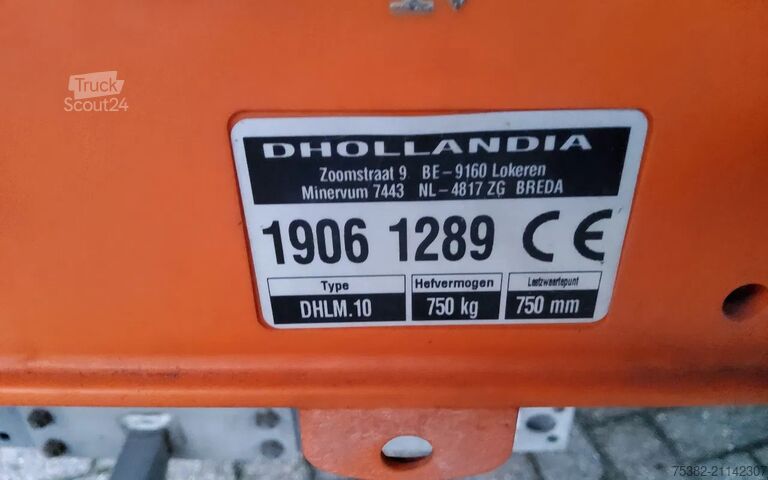 Truck
Scout24
DHOLLANDIA
Zoomstraat 9 BE-9160 Lokeren
Minervum 7443 NL-4817 ZG BREDA
1906 1289 CE
Type Hefvermogen Lastzwaartepunt
DHLM.10 750 kg 750 mm
75382-21142307